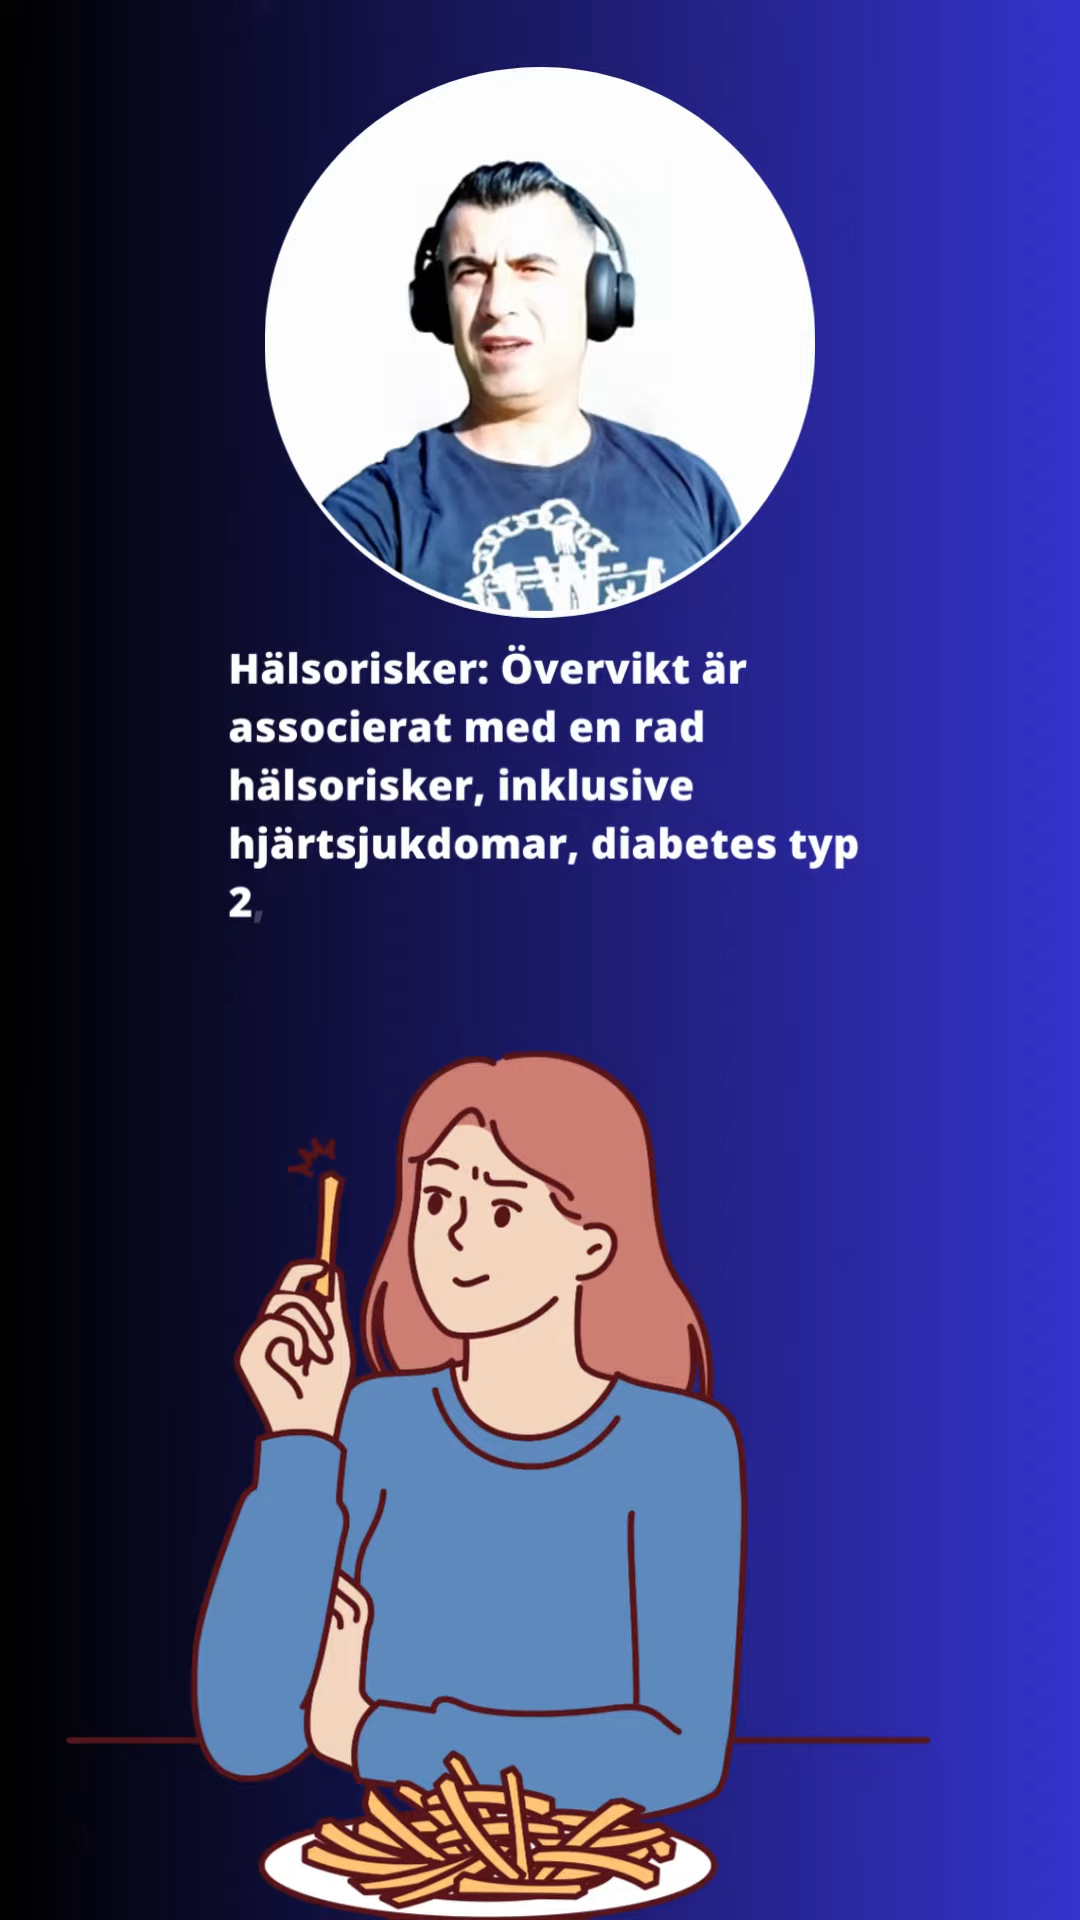 Hälsorisker: Övervikt är
associerat med en rad
hälsorisker, inklusive
hjärtsjukdomar, diabetes typ
2,